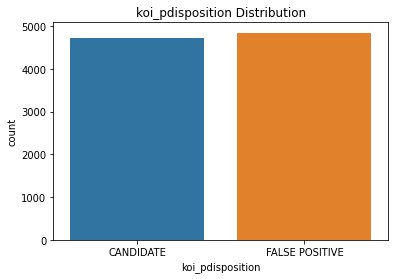 koi_pdisposition Distribution
5000
4000
3000
2000
1000
0
count
CANDIDATE
FALSE POSITIVE
koi_pdisposition